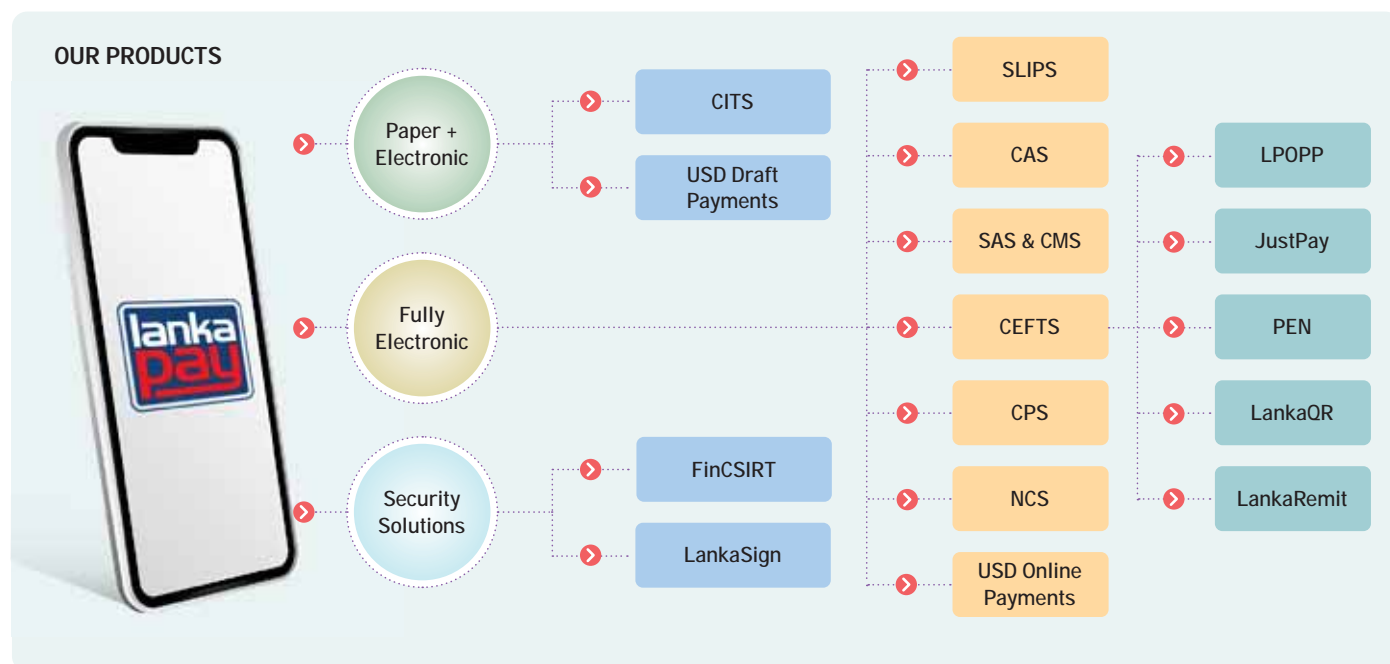 OUR PRODUCTS
lanka
pay
Paper +
Electronic
CITS
USD Draft
Payments
Fully
Electronic
SLIPS
CAS
SAS & CMS
CEFTS
CPS
NCS
USD Online
Payments
LPOPP
JustPay
PEN
LankaQR
LankaRemit
Security
Solutions
FinCSIRT
LankaSign